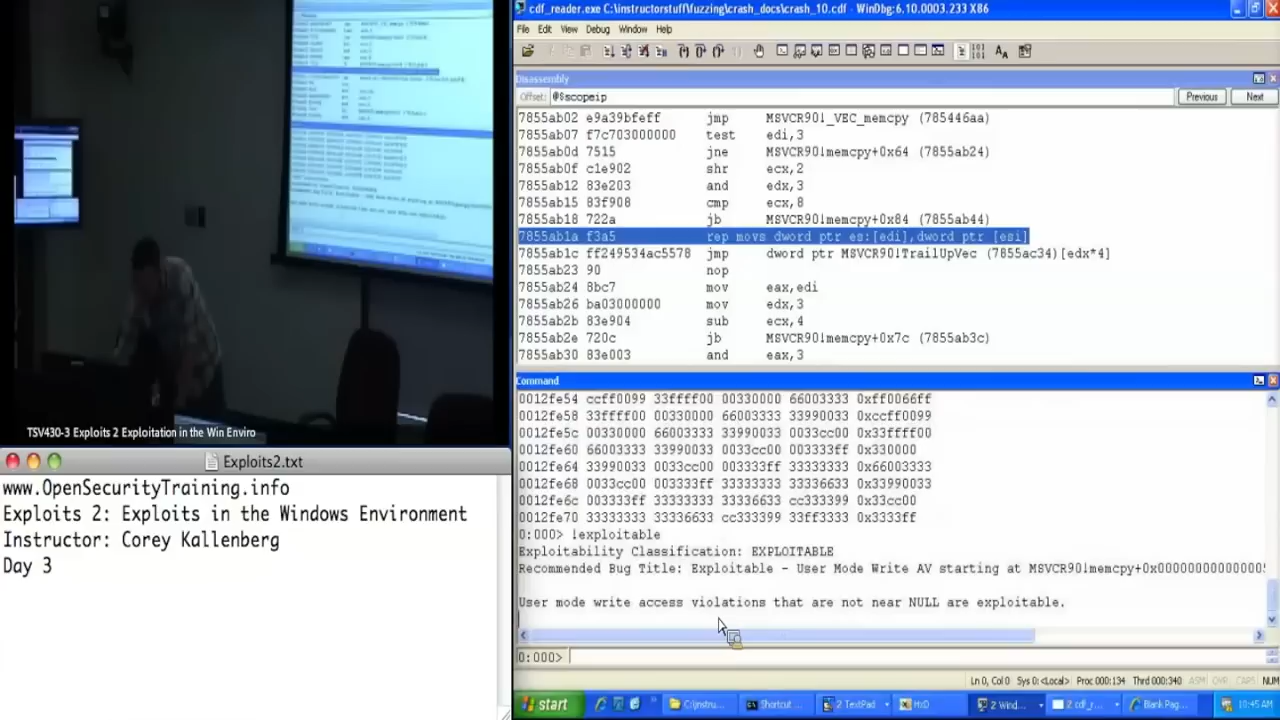 cdf_reader.exe C:\instructorstuff\fuzzing\crash_docs\crash_10.cdf - WinDbg:6.10.0003.233 X86
File Edit View Debug Window Help
Disassembly
Offset: @$scopeip
Previous Next
7855ab02 e9a39bfeff jmp MSVCR90!_VEC_memcpy (785446aa)
7855ab07 f7c703000000 test edi,3
7855ab0d 7515 jne MSVCR90!memcpy+0x64 (7855ab24)
7855ab0f c1e902 shr ecx,2
7855ab12 83e203 and edx,3
7855ab15 83f908 cmp ecx,8
7855ab18 722a jb MSVCR90!memcpy+0x84 (7855ab44)
7855ab1a f3a5 rep movs dword ptr es:[edi],dword ptr [esi]
7855ab1c ff249534ac5578 jmp dword ptr MSVCR90!TrailUpVec (7855ac34)[edx*4]
7855ab23 90 nop
7855ab24 8bc7 mov eax,edi
7855ab26 ba03000000 mov edx,3
7855ab2b 83e904 sub ecx,4
7855ab2e 720c jb MSVCR90!memcpy+0x7c (7855ab3c)
7855ab30 83e003 and eax,3
Command
0012fe54 ccff0099 33ffff00 00330000 66003333 0xff0066ff
0012fe58 33ffff00 00330000 66003333 33990033 0xccff0099
0012fe5c 00330000 66003333 33990033 0033cc00 0x33ffff00
0012fe60 66003333 33990033 0033cc00 003333ff 0x330000
0012fe64 33990033 0033cc00 003333ff 33333333 0x66003333
0012fe68 0033cc00 003333ff 33333333 33336633 0x33990033
0012fe6c 003333ff 33333333 33336633 cc333399 0x33cc00
0012fe70 33333333 33336633 cc333399 33ff3333 0x3333ff
0:000> !exploitable
Exploitability Classification: EXPLOITABLE
Recommended Bug Title: Exploitable - User Mode Write AV starting at MSVCR90!memcpy+0x000000000000005
User mode write access violations that are not near NULL are exploitable.
0:000>
Ln 0, Col 0 Sys 0:<Local> Proc 000:134 Thrd 000:340 ASM OVR CAPS NUM
start C:\instru... Shortcut ... 2 TextPad HxD 2 Wind... 2 cdf_r... Blank Pag... 10:45 AM
TSV430-3 Exploits 2 Exploitation in the Win Enviro
Exploits2.txt
www.OpenSecurityTraining.info
Exploits 2: Exploits in the Windows Environment
Instructor: Corey Kallenberg
Day 3